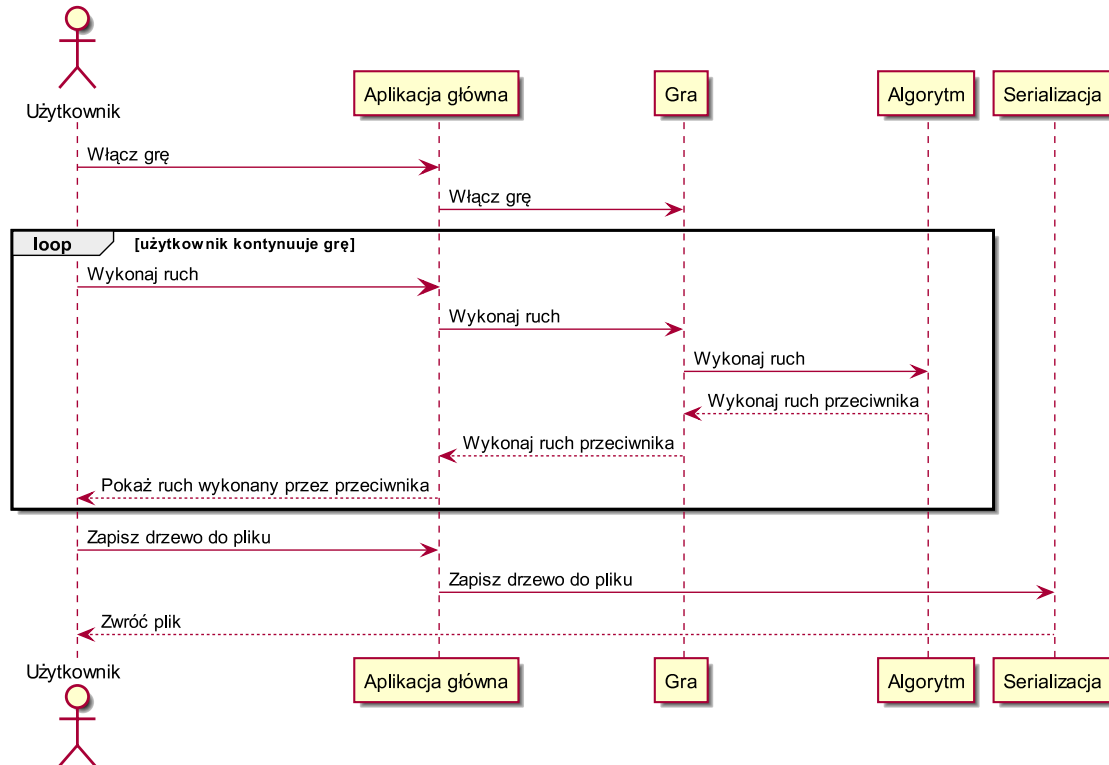 Użytkownik
Aplikacja główna
Gra
Algorytm
Serializacja
Włącz grę
Włącz grę
loop
[użytkownik kontynuuje grę]
Wykonaj ruch
Wykonaj ruch
Wykonaj ruch
Wykonaj ruch przeciwnika
Wykonaj ruch przeciwnika
Pokaż ruch wykonany przez przeciwnika
Zapisz drzewo do pliku
Zapisz drzewo do pliku
Zwróć plik
Użytkownik
Aplikacja główna
Gra
Algorytm
Serializacja